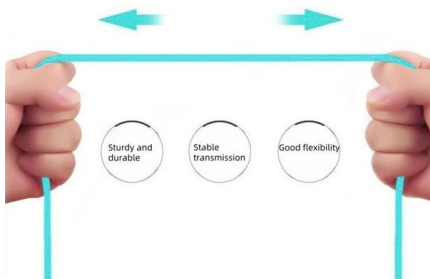 Sturdy and
durable
Stable
transmission
Good flexibility